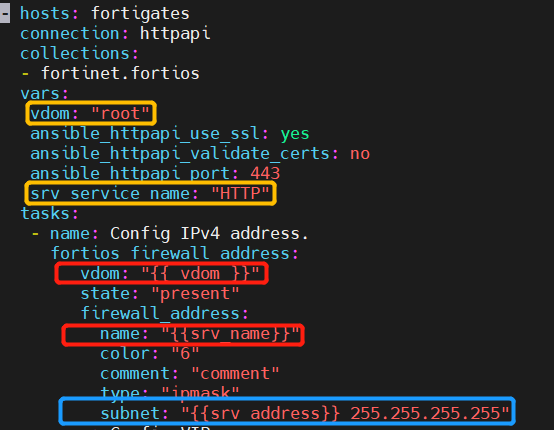 - hosts: fortigates
connection: httpapi
collections:
- fortinet.fortios
vars:
vdom: "root"
ansible_httpapi_use_ssl: yes
ansible_httpapi_validate_certs: no
ansible_httpapi_port: 443
srv_service_name: "HTTP"
tasks:
- name: Config IPv4 address.
fortios_firewall_address:
vdom: "{{ vdom }}"
state: "present"
firewall_address:
name: "{{srv_name}}"
color: "6"
comment: "comment"
type: "ipmask"
subnet: "{{srv_address}} 255.255.255.255"
Config VIP